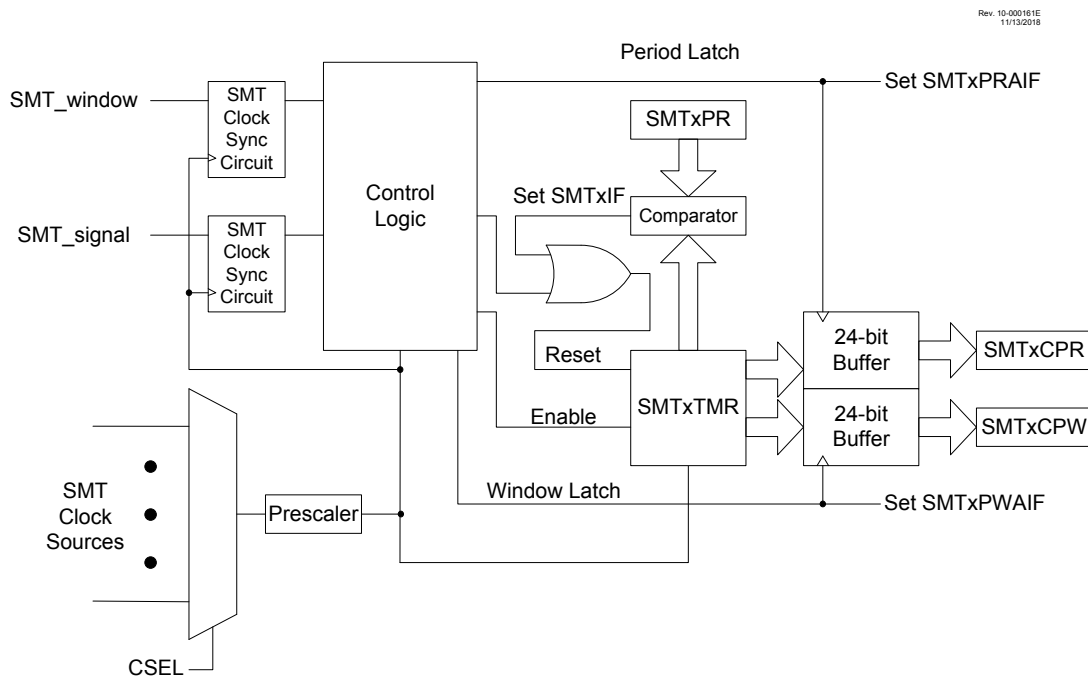 Rev. 10-000161E
11/13/2018
Period Latch
SMT_window
SMT
Clock
Sync
Circuit
Set SMTxPRAIF
SMTxPR
Control
Logic
Set SMTxIF
Comparator
SMT_signal
SMT
Clock
Sync
Circuit
Reset
SMTxTMR
24-bit
Buffer
SMTxCPR
Enable
24-bit
Buffer
SMTxCPW
SMT
Clock
Sources
Prescaler
Window Latch
Set SMTxPWAIF
CSEL